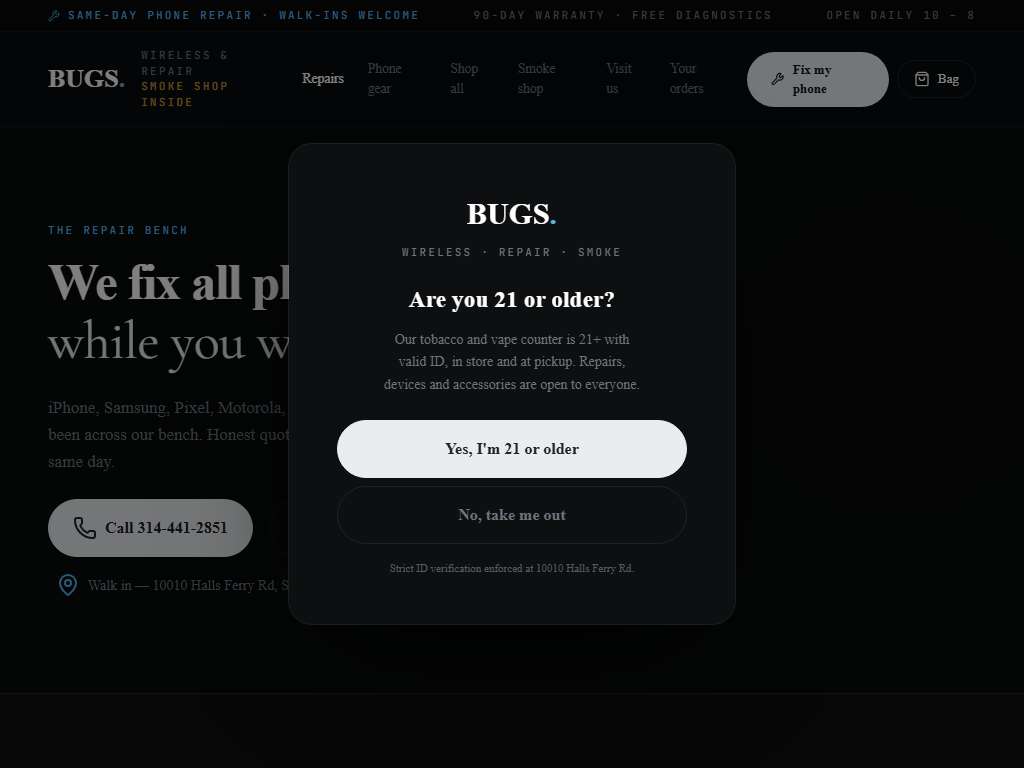 SAME-DAY PHONE REPAIR · WALK-INS WELCOME
90-DAY WARRANTY · FREE DIAGNOSTICS
OPEN DAILY 10 – 8
BUGS.
WIRELESS &
REPAIR
SMOKE SHOP
INSIDE
Repairs
Phone
gear
Shop
all
Smoke
shop
Visit
us
Your
orders
Fix my
phone
Bag
THE REPAIR BENCH
We fix all
while you
iPhone, Samsung, Pixel, Motorola,
been across our bench. Honest
same day.
Call 314-441-2851
Walk in — 10010 Halls Ferry Rd,
BUGS.
WIRELESS · REPAIR · SMOKE
Are you 21 or older?
Our tobacco and vape counter is 21+ with
valid ID, in store and at pickup. Repairs,
devices and accessories are open to everyone.
Yes, I'm 21 or older
No, take me out
Strict ID verification enforced at 10010 Halls Ferry Rd.